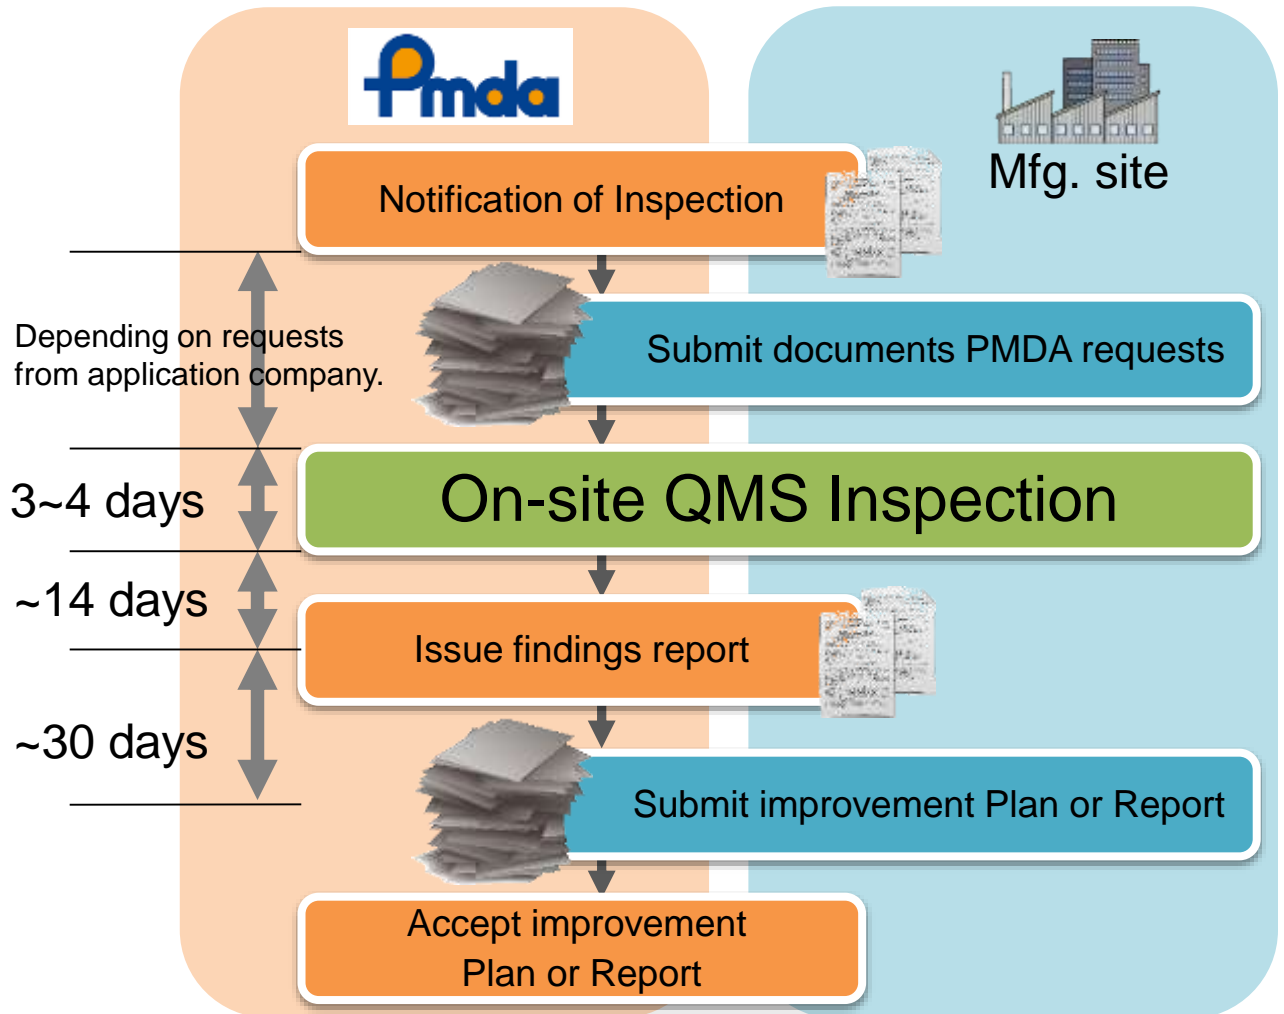 Pmda
Mfg. site
Notification of Inspection
Depending on requests
from application company.
Submit documents PMDA requests
3~4 days
On-site QMS Inspection
~14 days
Issue findings report
~30 days
Submit improvement Plan or Report
Accept improvement
Plan or Report